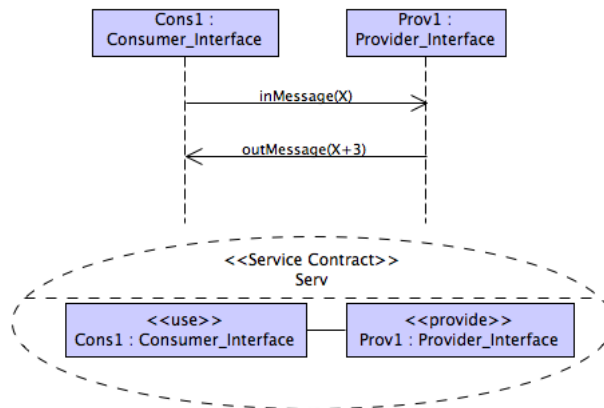 Cons1 :
Consumer_Interface
Prov1 :
Provider_Interface
inMessage(X)
outMessage(X+3)
<<Service Contract>>
Serv
<<use>>
Cons1 : Consumer_Interface
<<provide>>
Prov1 : Provider_Interface